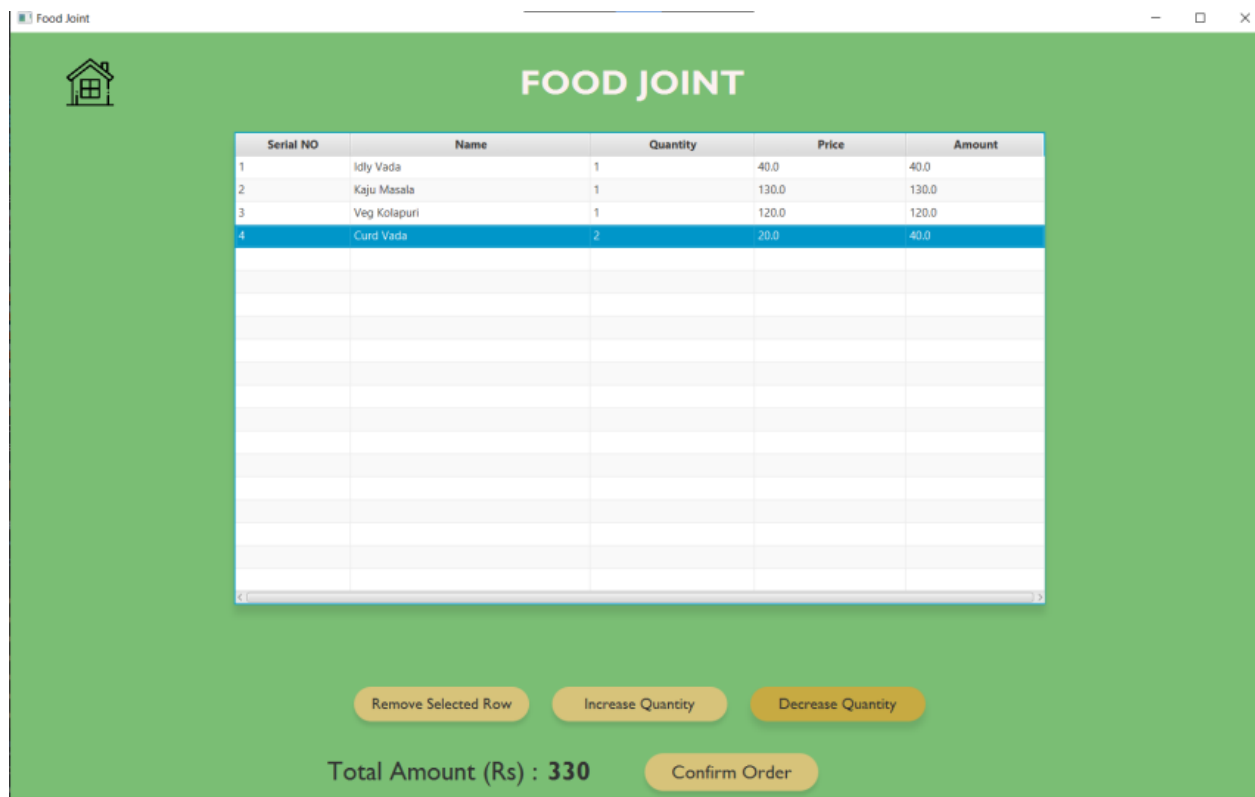 Food Joint
FOOD JOINT
Serial NO Name Quantity Price Amount
1 Idly Vada 1 40.0 40.0
2 Kaju Masala 1 130.0 130.0
3 Veg Kolapuri 1 120.0 120.0
4 Curd Vada 2 20.0 40.0
Remove Selected Row Increase Quantity Decrease Quantity
Total Amount (Rs) : 330 Confirm Order